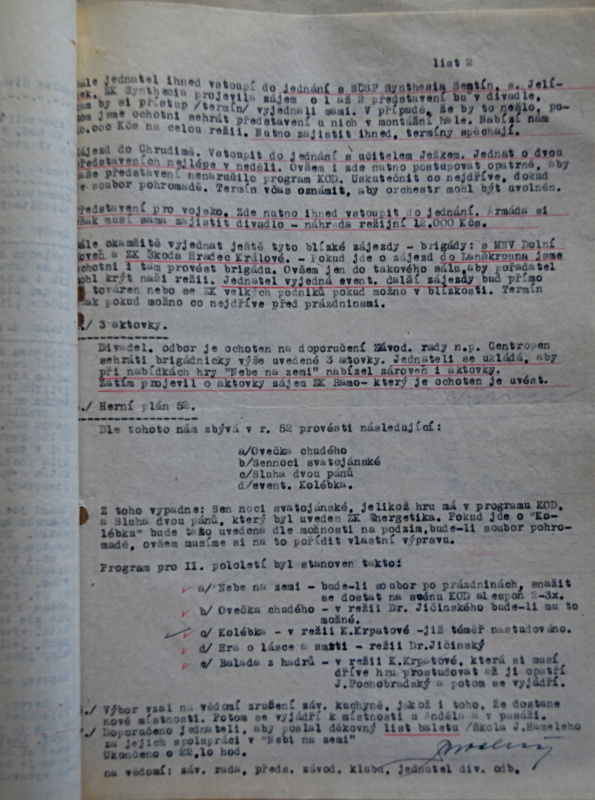 list 2
ále jednatel ihned vstoupí do jednání s SCSP Synthesia Semtín, s. Jelí-
ek. ZK Synthesia projevila zájem o 1 až 2 představení bu v divadle,
am by si přístup /termín/ vyjednali sami. V případě, že by to nešlo, po-
om jsme ochotni sehrát představení u nich v montážní hale. Nabízí nám
0.000 Kčs na celou režii. Nutno zajistit ihned, termíny spěchají.
ájezd do Chrudimě. Vstoupit do jednání s učitelem Ježkem. Jednat o dvou
představeních nejlépe v neděli. Ovšem i zde nutno postupovat opatrně, aby
aše představení nenarušilo program KOD. Uskutečnit co nejdříve, dokud
e soubor pohromadě. Termín včas oznámit, aby orchestr mohl být uvolněn.
ředstavení pro vojsko. Zde nutno ihned vstoupit do jednání. Armáda si
šak musí sama zajistit divadlo - náhrada režijní 12.000 Kčs.
ále okamžitě vyjednat ještě tyto blízké zájezdy - brigády: s MNV Dolní
oveň a ZK Škoda Hradec Králové. - Pokud jde o zájezd do Lanškrouna jsme
ochotni i tam provést brigádu. Ovšem jen do takového sálu, aby pořadatel
ohl krýt naši režii. Jednatel vyjedná event. další zájezdy buď přímo
továren nebo se ZK velkých podniků pokud možno v blízkosti. Termín
šak pokud možno co nejdříve před prázdninami.
./ 3 aktovky.
Divadel. odbor je ochoten na doporučení Závod. rady n.p. Centropen
sehráti brigádnicky výše uvedené 3 aktovky. Jednateli se ukládá, aby
při nabídkách hry "Nebe na zemi" nabízel zároveň i aktovky.
Zatím projevil o aktovky zájem ZK Ramo- který je ochoten je uvést.
./ Herní plán 52.
Dle tohoto nám zbývá v r. 52 provésti následující:
a/Ovečka chudého
b/Sennoci svatojánské
c/Sluha dvou pánů
d/event. Kolébka.
Z toho vypadne: Sen noci svatojánské, jelikož hru má v programu KOD,
a Sluha dvou pánů, který byl uveden ZK Energetika. Pokud jde o "Ko-
lébku" bude tato uvedena dle možnosti na podzim, bude-li soubor pohro-
madě, ovšem musíme si na to pořídit vlastní výpravu.
Program pro II. pololetí byl stanoven takto:
a/ Nebe na zemi - bude-li soubor po prázdninách, snažit
se dostat na scénu KOD alespoň 2-3x.
b/ Ovečka chudého - v režii Dr. Jičínského bude-li mu to
možné.
c/ Kolébka - v režii K.Krpatové -již téměř nastudováno.
d/ Hra o lásce a smrti - režie Dr.Jičínský
e/ Balada z hadrů - v režii K.Krpatové, která si musí
dříve hru prostudovat až ji opatří
J.Pochobradský a potom se vyjádří.
./ Výbor vzal na vědomí zrušení záv. kuchyně, jakož i toho, že dostane
nové místnosti. Potom se vyjádří k místnosti u Anděla a v pasáži.
./ Doporučeno jednateli, aby poslal děkovný list baletu /škola J.Hameleho
za jejich spolupráci v "Nebi na zemi"
Ukončeno o 22,10 hod.
na vědomí: záv. rada, předs. závod. klubu, jednatel div. odb.